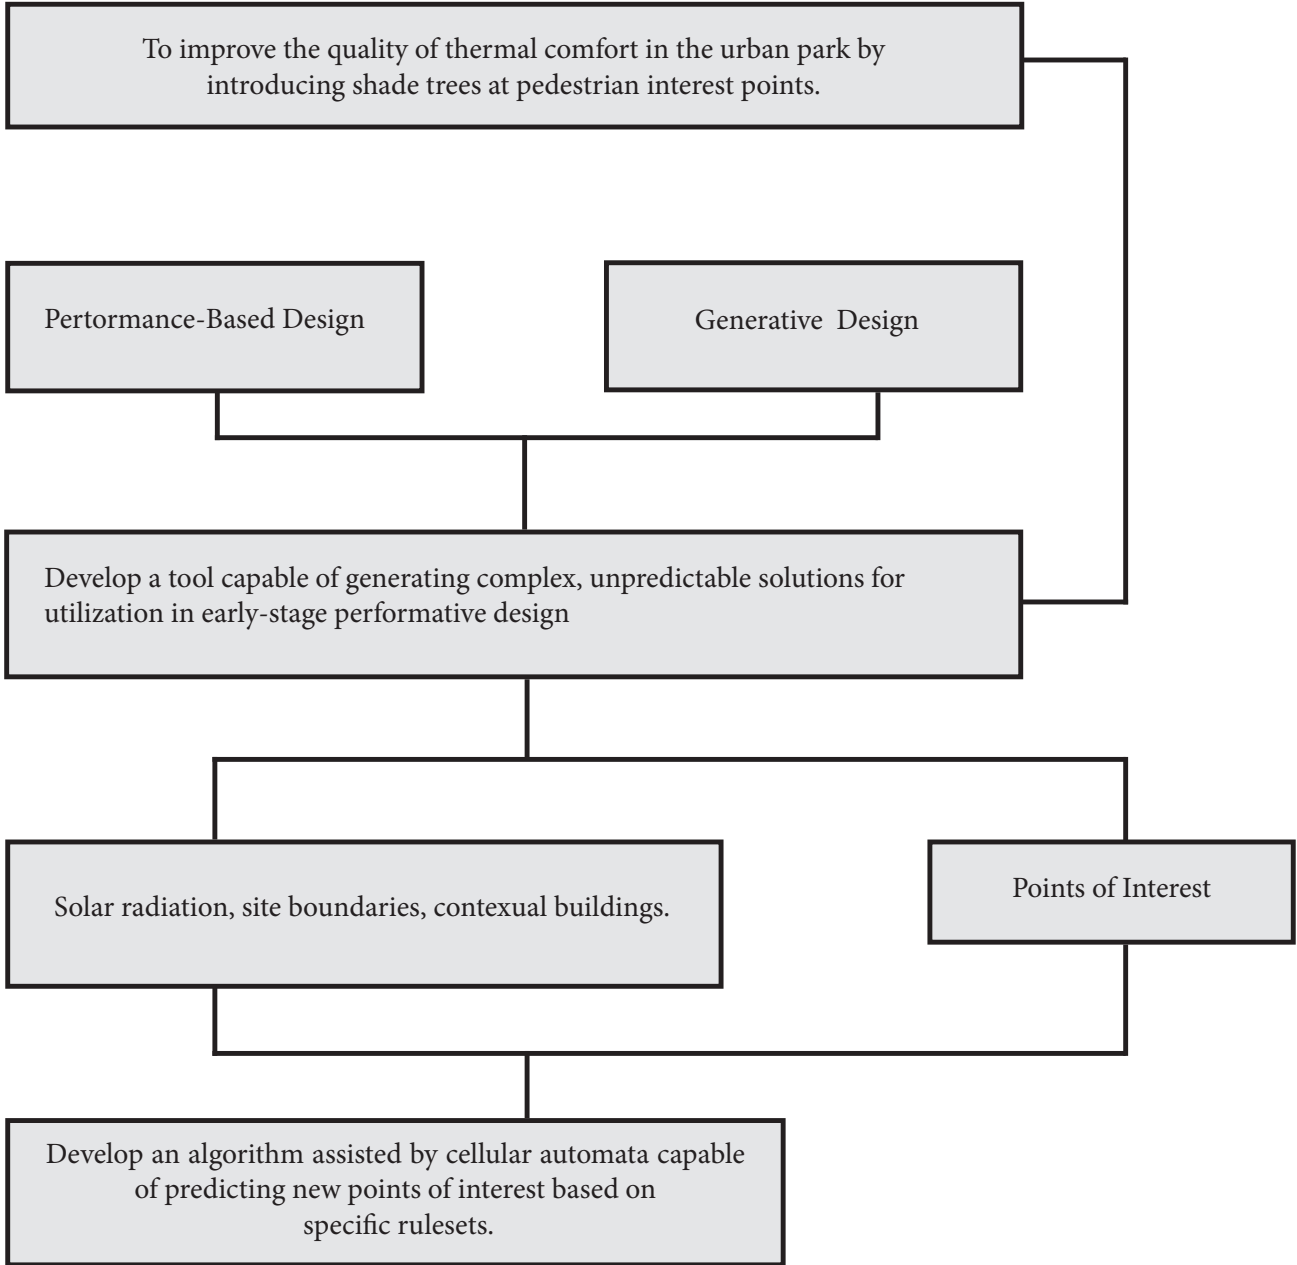 To improve the quality of thermal comfort in the urban park by
introducing shade trees at pedestrian interest points.
Pertormance-Based Design
Generative Design
Develop a tool capable of generating complex, unpredictable solutions for
utilization in early-stage performative design
Solar radiation, site boundaries, contexual buildings.
Points of Interest
Develop an algorithm assisted by cellular automata capable
of predicting new points of interest based on
specific rulesets.